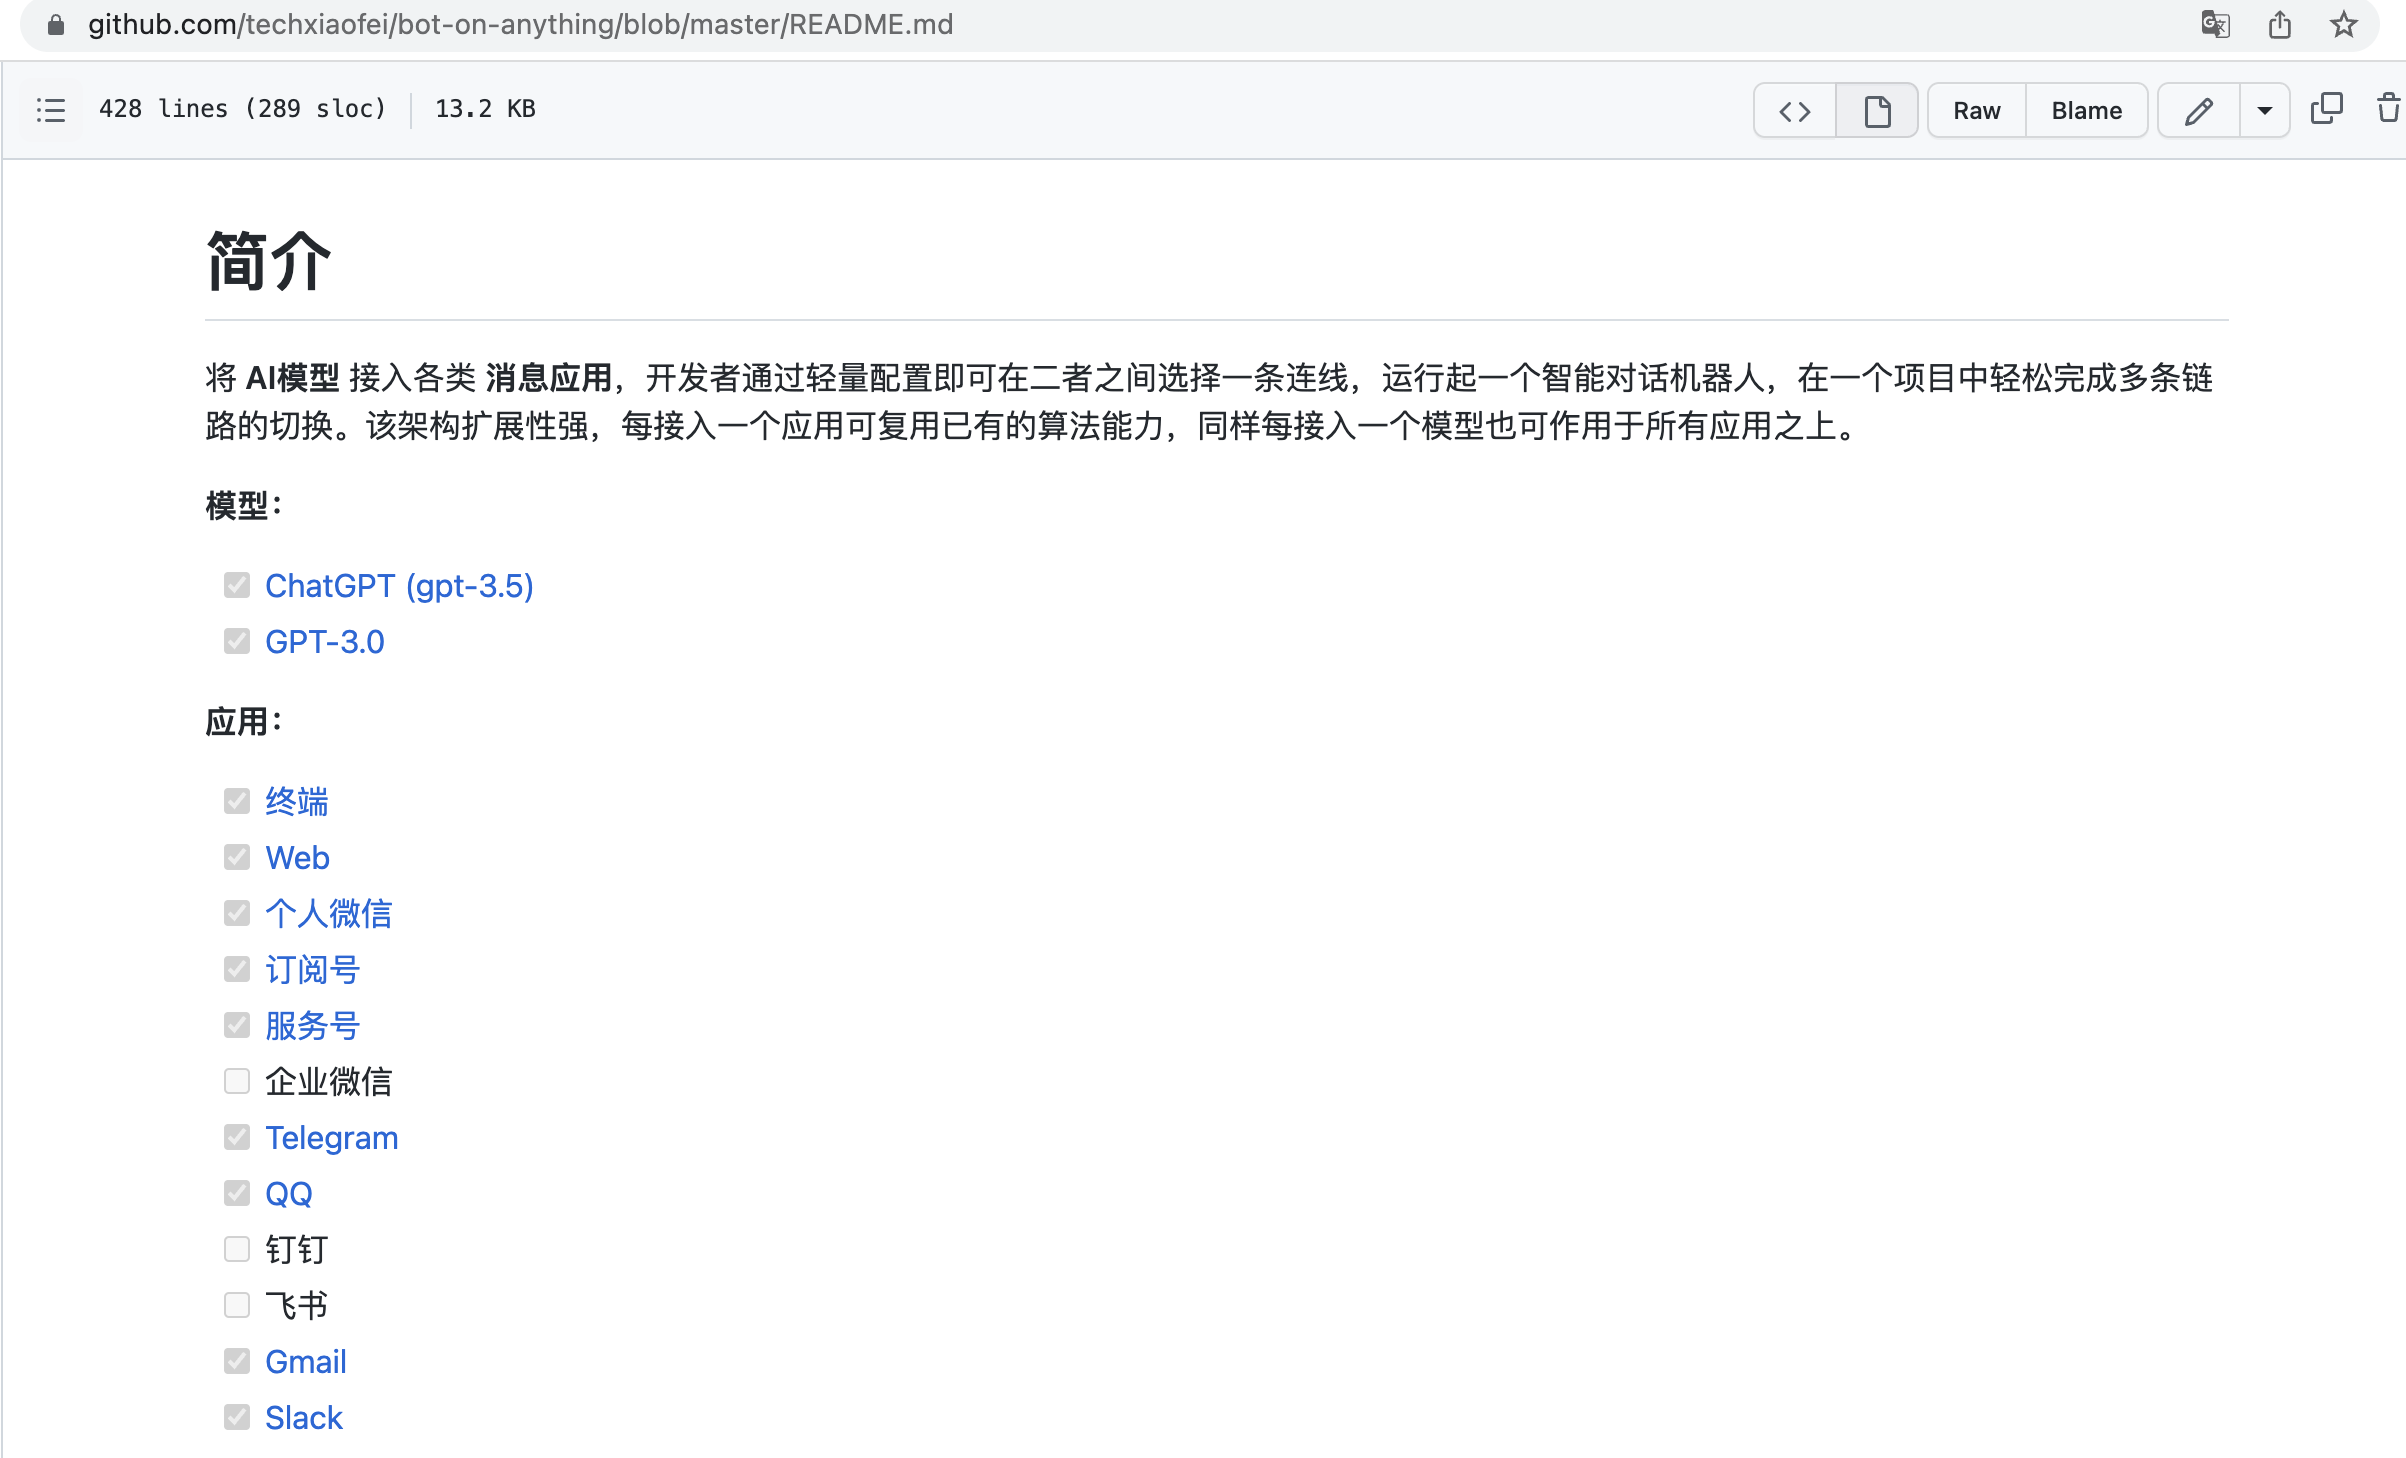 github.com/techxiaofei/bot-on-anything/blob/master/README.md
428 lines (289 sloc) 13.2 KB Raw Blame
简介
将 AI模型 接入各类 消息应用，开发者通过轻量配置即可在二者之间选择一条连线，运行起一个智能对话机器人，在一个项目中轻松完成多条链
路的切换。该架构扩展性强，每接入一个应用可复用已有的算法能力，同样每接入一个模型也可作用于所有应用之上。
模型：
ChatGPT (gpt-3.5)
GPT-3.0
应用：
终端
Web
个人微信
订阅号
服务号
企业微信
Telegram
QQ
钉钉
飞书
Gmail
Slack